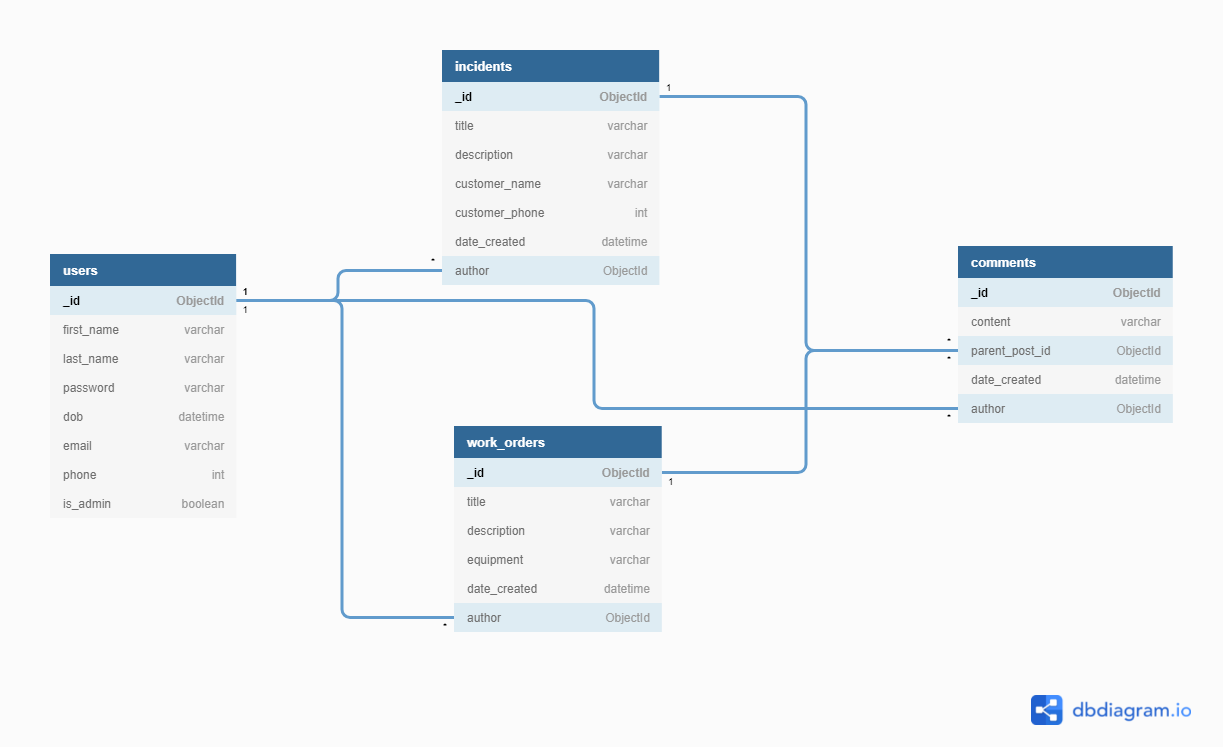 incidents
_id ObjectId
title varchar
description varchar
customer_name varchar
customer_phone int
date_created datetime
author ObjectId
1
*
users
_id ObjectId
first_name varchar
last_name varchar
password varchar
dob datetime
email varchar
phone int
is_admin boolean
1
1
comments
_id ObjectId
content varchar
parent_post_id ObjectId
date_created datetime
author ObjectId
*
*
*
work_orders
_id ObjectId
title varchar
description varchar
equipment varchar
date_created datetime
author ObjectId
1
*
dbdiagram.io